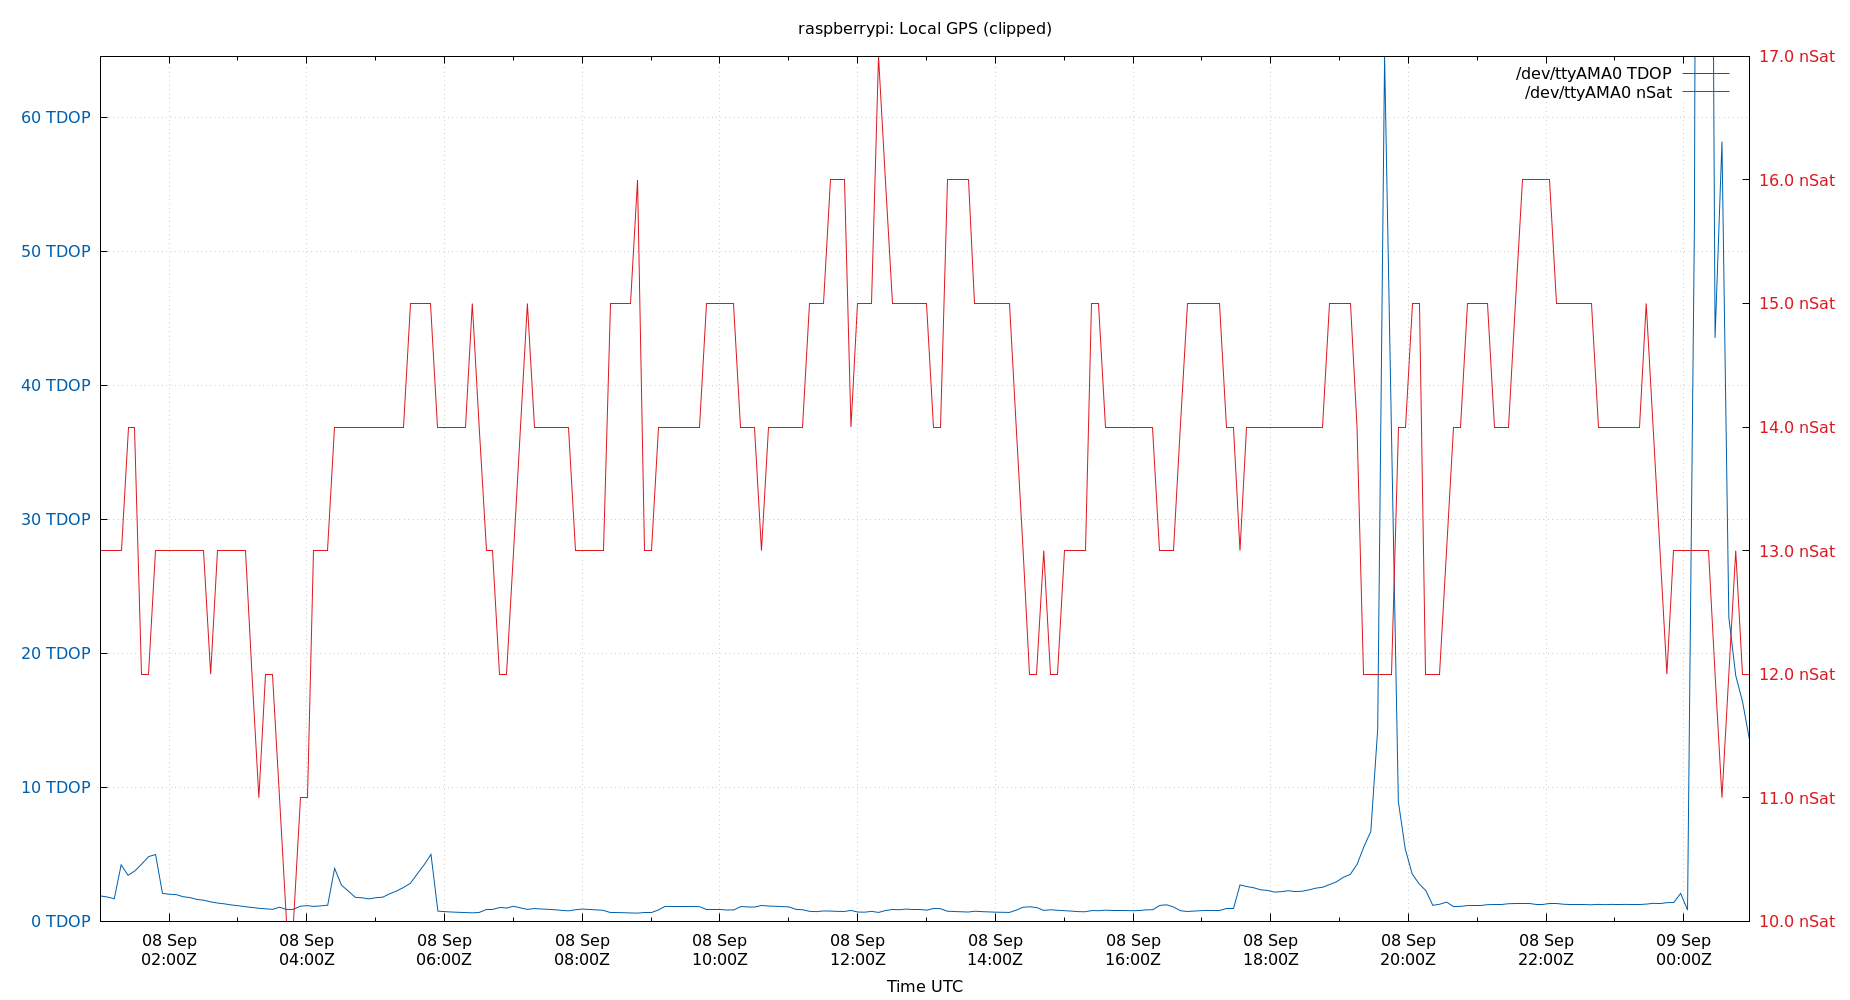 raspberrypi: Local GPS (clipped)
17.0 nSat
/dev/ttyAMA0 TDOP
/dev/ttyAMA0 nSat
60 TDOP
16.0 nSat
50 TDOP
15.0 nSat
40 TDOP
14.0 nSat
30 TDOP
13.0 nSat
20 TDOP
12.0 nSat
10 TDOP
11.0 nSat
0 TDOP
10.0 nSat
08 Sep 08 Sep 08 Sep 08 Sep 08 Sep 08 Sep 08 Sep 08 Sep 08 Sep 08 Sep 08 Sep 09 Sep
02:00Z 04:00Z 06:00Z 08:00Z 10:00Z 12:00Z 14:00Z 16:00Z 18:00Z 20:00Z 22:00Z 00:00Z
Time UTC